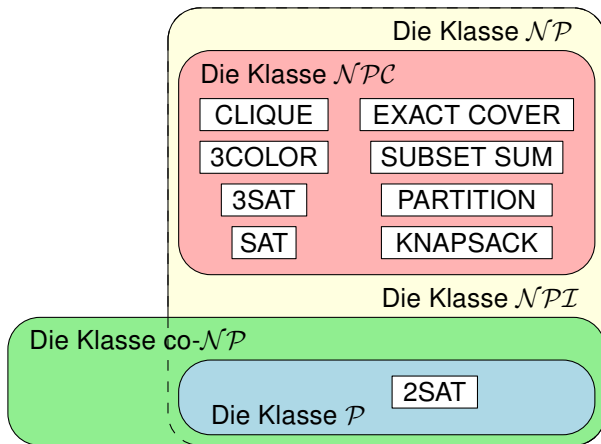 Die Klasse NP
Die Klasse NPC
CLIQUE EXACT COVER
3COLOR SUBSET SUM
3SAT PARTITION
SAT KNAPSACK
Die Klasse NPI
Die Klasse co-NP
2SAT
Die Klasse P